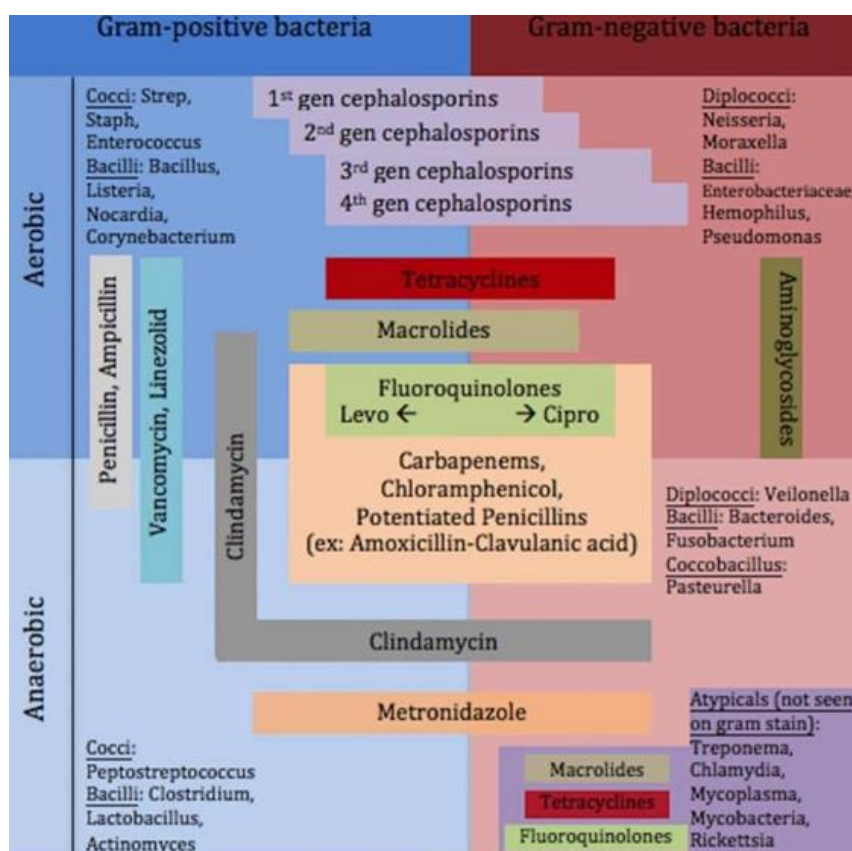 Gram-positive bacteria
Gram-negative bacteria
Aerobic
Anaerobic
Cocci: Strep,
Staph,
Enterococcus
Bacilli: Bacillus,
Listeria,
Nocardia,
Corynebacterium
1st gen cephalosporins
2nd gen cephalosporins
3rd gen cephalosporins
4th gen cephalosporins
Diplococci:
Neisseria,
Moraxella
Bacilli:
Enterobacteriaceae,
Hemophilus,
Pseudomonas
Penicillin, Ampicillin
Vancomycin, Linezolid
Clindamycin
Tetracyclines
Macrolides
Fluoroquinolones
Levo ← → Cipro
Carbapenems,
Chloramphenicol,
Potentiated Penicillins
(ex: Amoxicillin-Clavulanic acid)
Aminoglycosides
Diplococci: Veilonella
Bacilli: Bacteroides,
Fusobacterium
Coccobacillus:
Pasteurella
Clindamycin
Metronidazole
Cocci:
Peptostreptococcus
Bacilli: Clostridium,
Lactobacillus,
Actinomyces
Macrolides
Tetracyclines
Fluoroquinolones
Atypicals (not seen
on gram stain):
Treponema,
Chlamydia,
Mycoplasma,
Mycobacteria,
Rickettsia